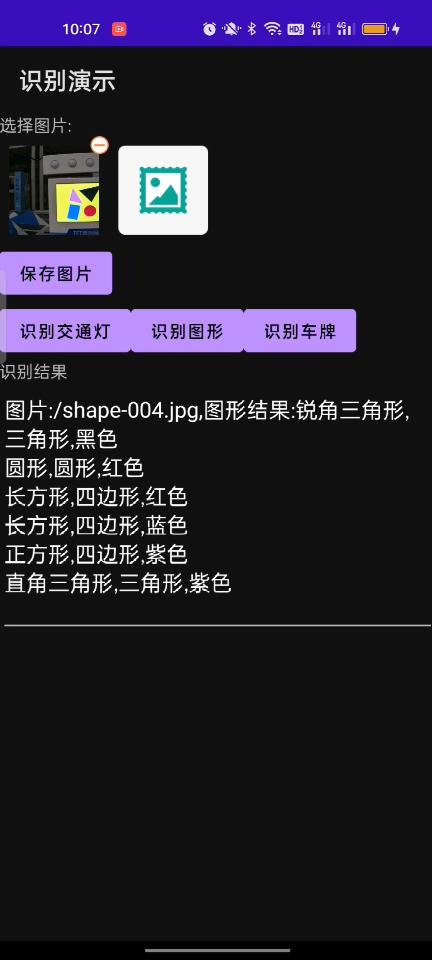 10:07
HD2 4G 4G
识别演示
选择图片:
保存图片
识别交通灯 识别图形 识别车牌
识别结果
图片:/shape-004.jpg,图形结果:锐角三角形,
三角形,黑色
圆形,圆形,红色
长方形,四边形,红色
长方形,四边形,蓝色
正方形,四边形,紫色
直角三角形,三角形,紫色